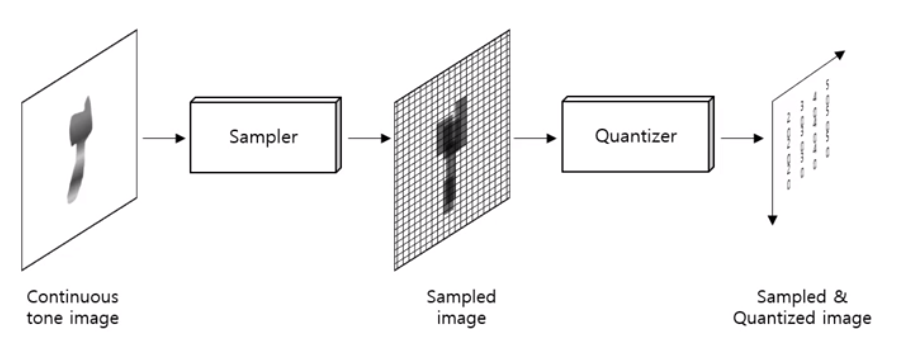 Sampler
Quantizer
Continuous
tone image
Sampled
image
Sampled &
Quantized image